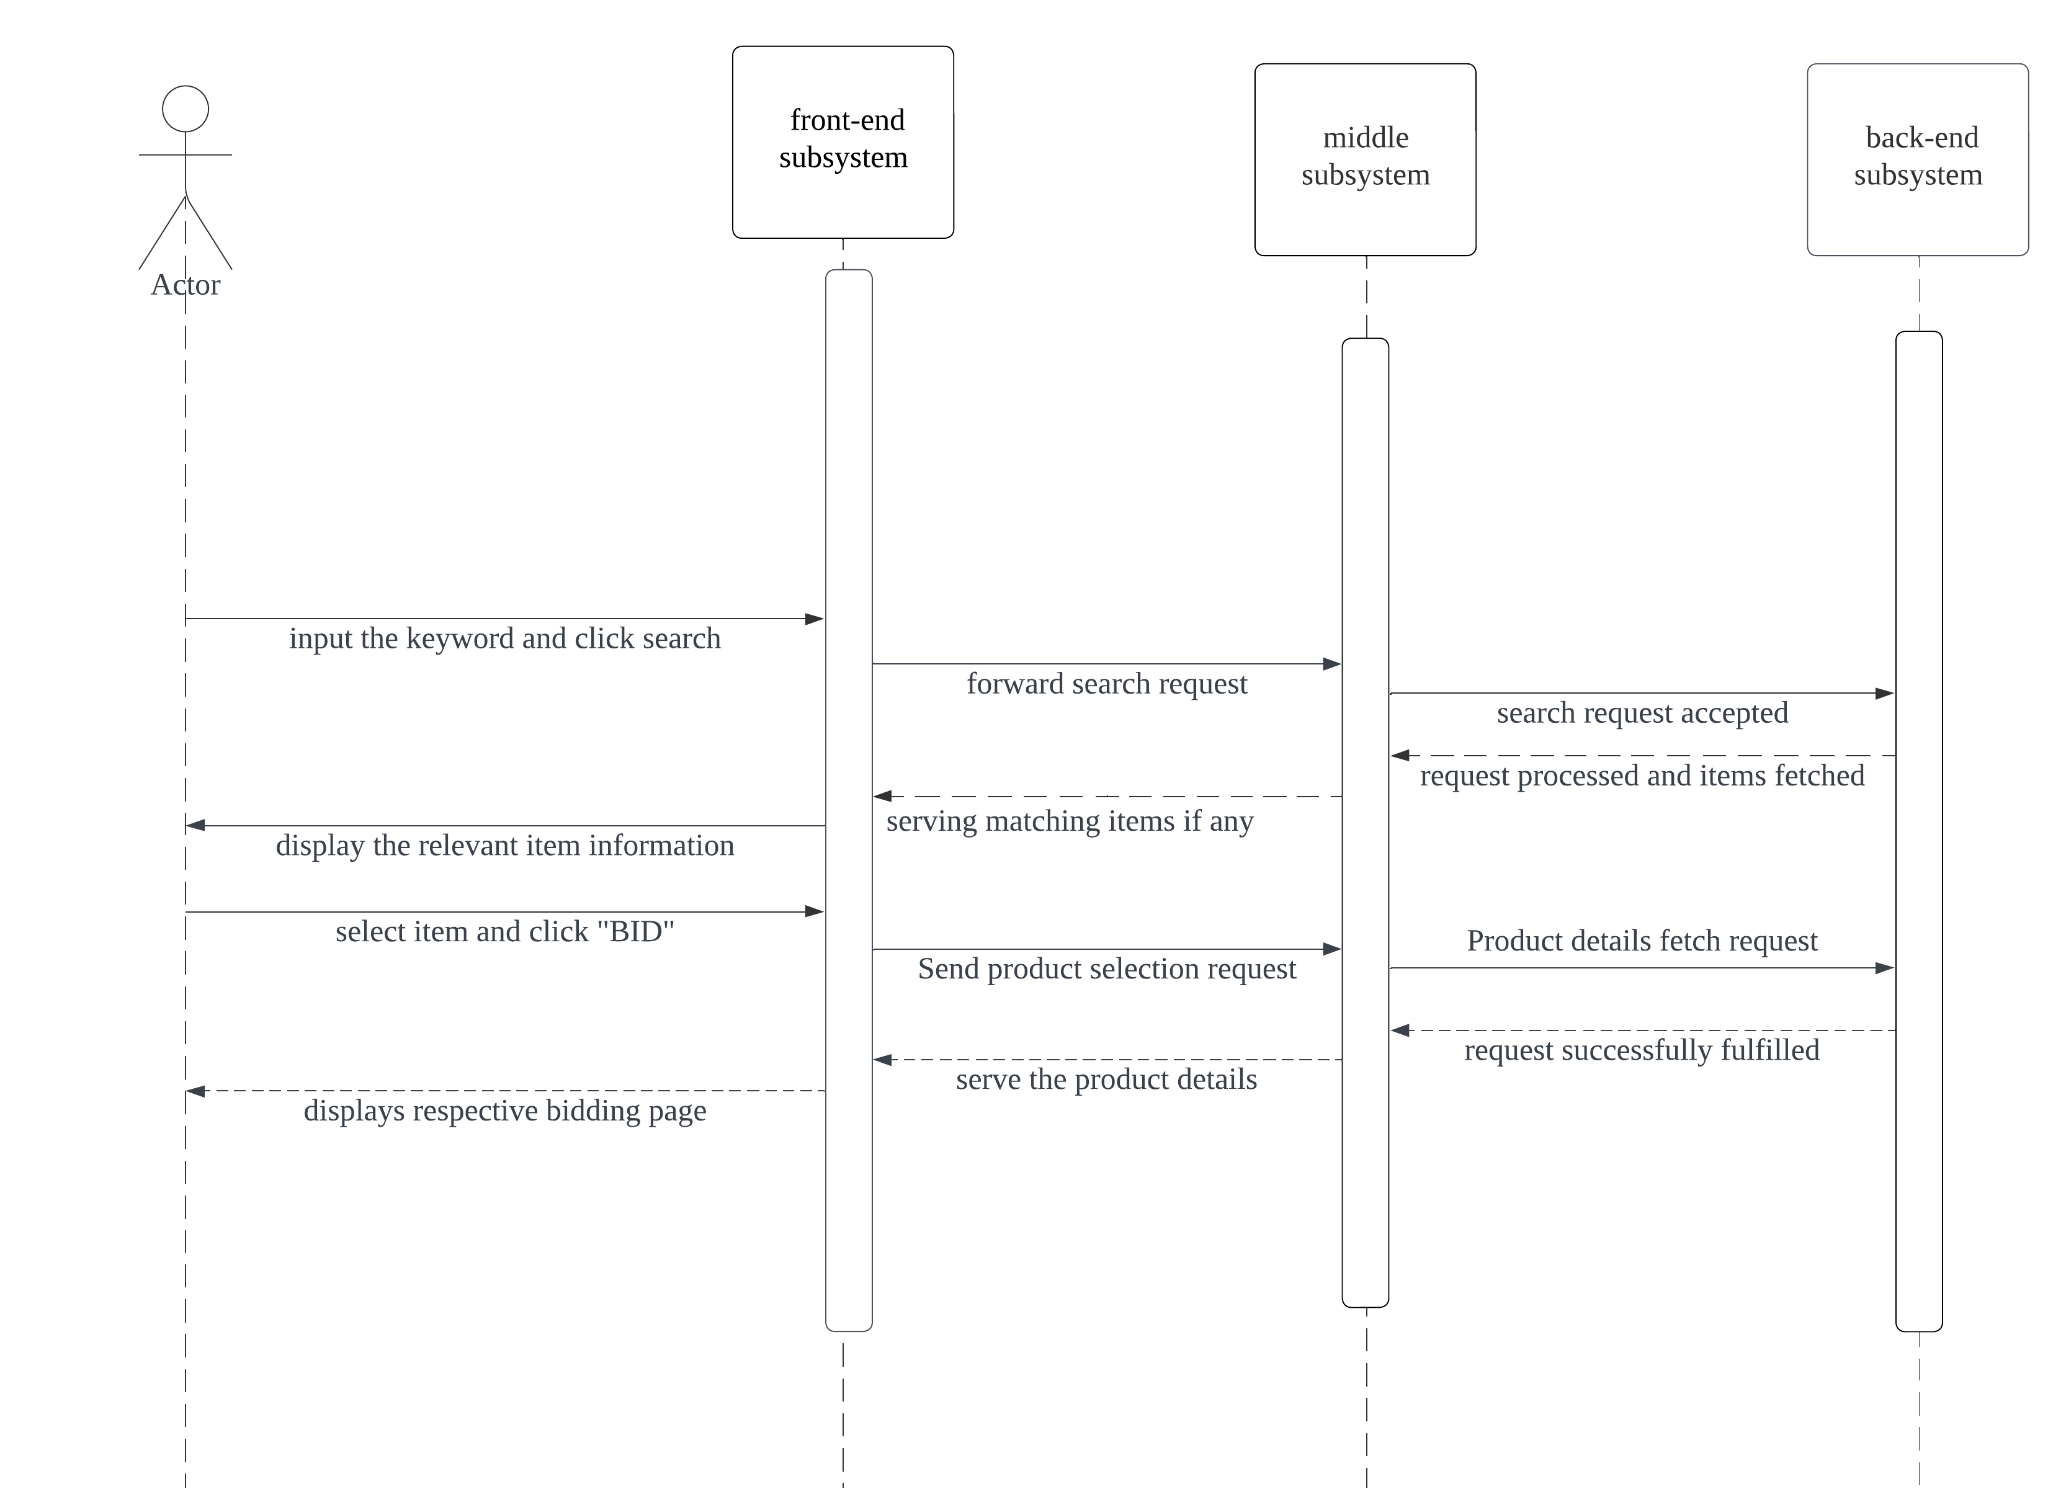 front-end
subsystem
middle
subsystem
back-end
subsystem
Actor
input the keyword and click search
forward search request
search request accepted
request processed and items fetched
serving matching items if any
display the relevant item information
select item and click "BID"
Product details fetch request
Send product selection request
request successfully fulfilled
serve the product details
displays respective bidding page